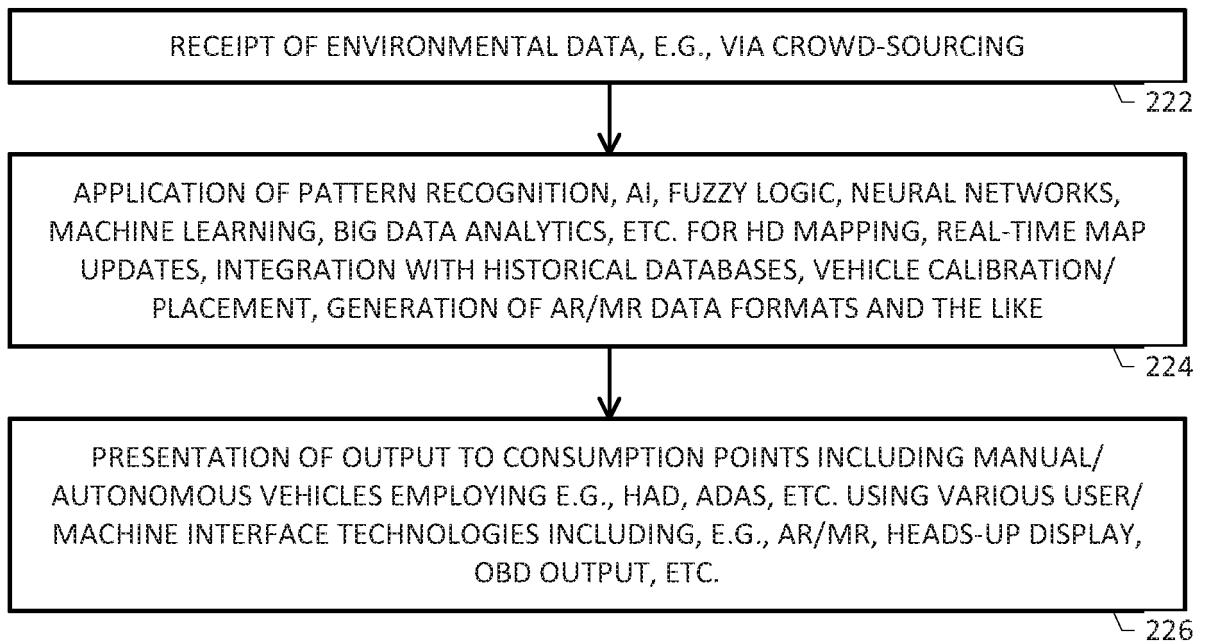 RECEIPT OF ENVIRONMENTAL DATA, E.G., VIA CROWD-SOURCING
222
APPLICATION OF PATTERN RECOGNITION, AI, FUZZY LOGIC, NEURAL NETWORKS,
MACHINE LEARNING, BIG DATA ANALYTICS, ETC. FOR HD MAPPING, REAL-TIME MAP
UPDATES, INTEGRATION WITH HISTORICAL DATABASES, VEHICLE CALIBRATION/
PLACEMENT, GENERATION OF AR/MR DATA FORMATS AND THE LIKE
224
PRESENTATION OF OUTPUT TO CONSUMPTION POINTS INCLUDING MANUAL/
AUTONOMOUS VEHICLES EMPLOYING E.G., HAD, ADAS, ETC. USING VARIOUS USER/
MACHINE INTERFACE TECHNOLOGIES INCLUDING, E.G., AR/MR, HEADS-UP DISPLAY,
OBD OUTPUT, ETC.
226